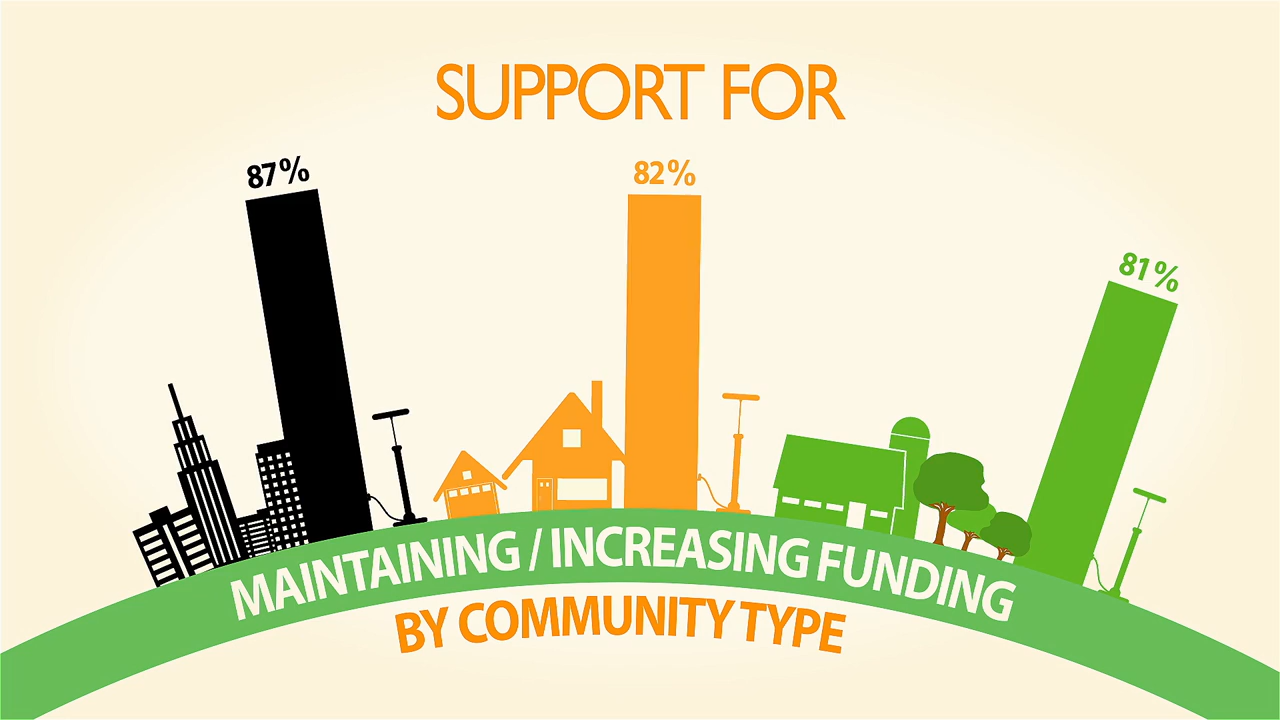 SUPPORT FOR
87%
82%
81%
MAINTAINING / INCREASING FUNDING
BY COMMUNITY TYPE